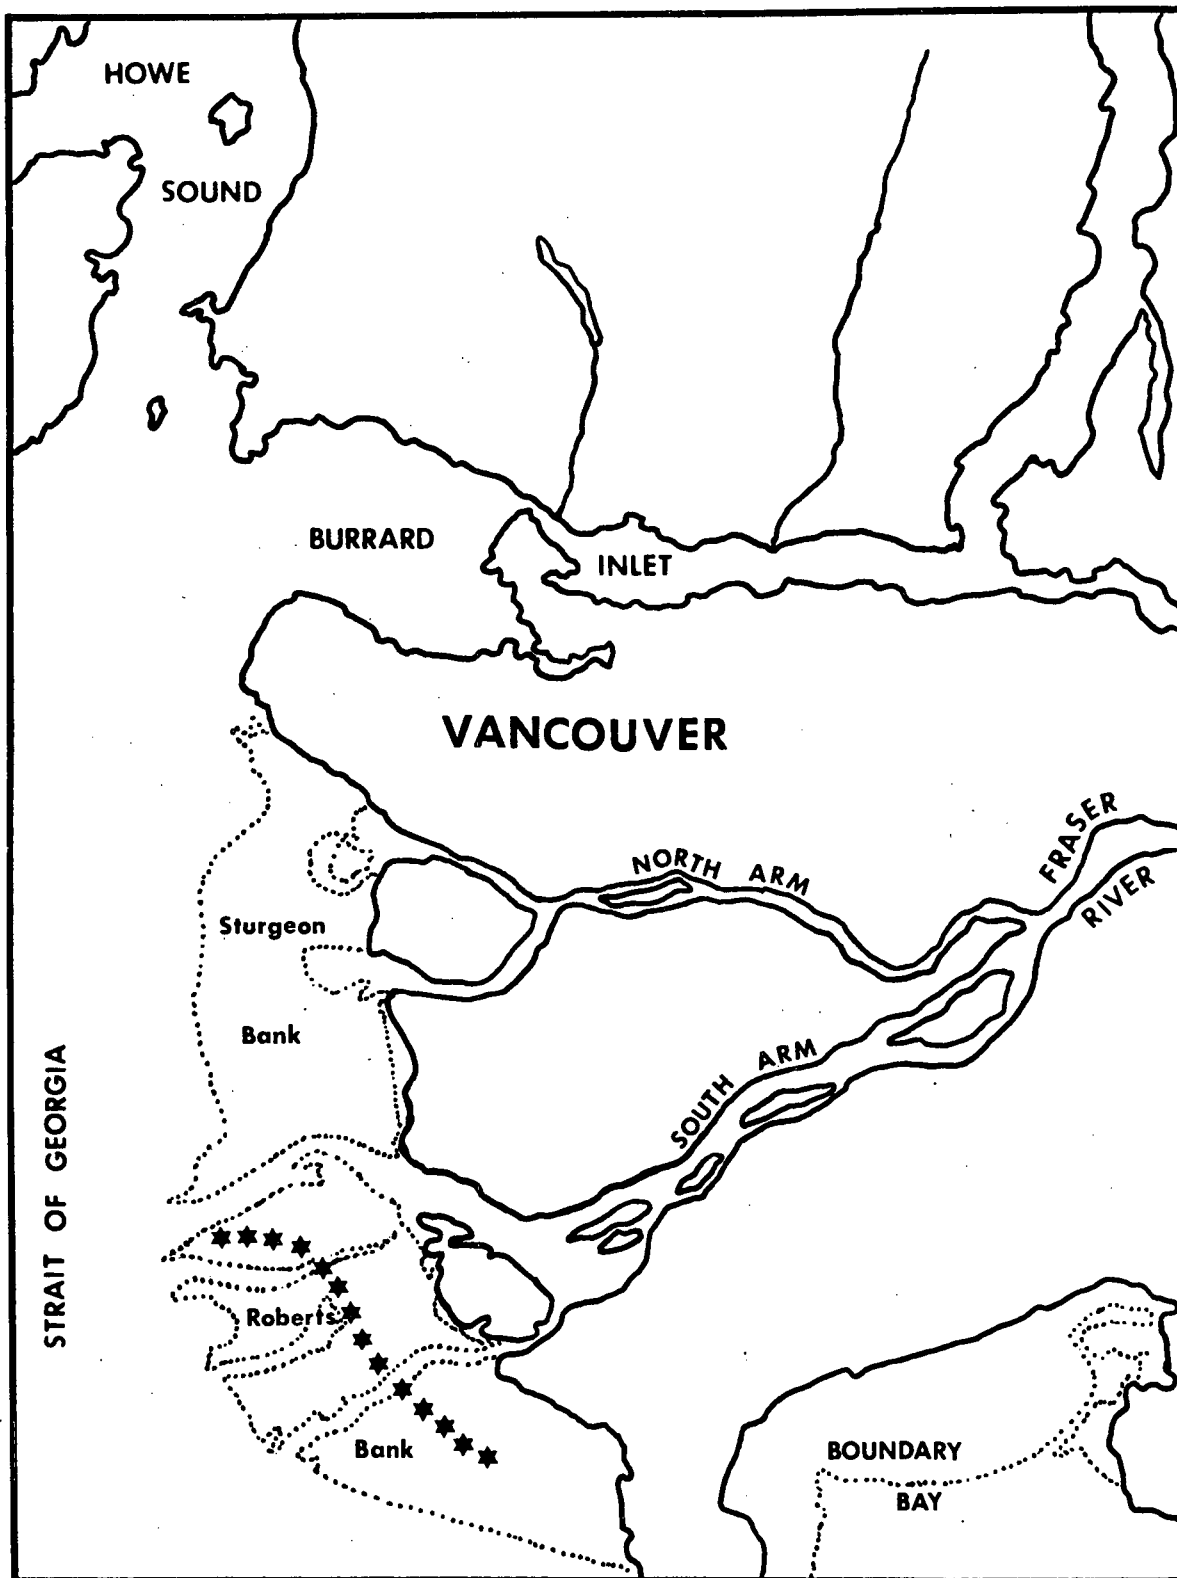 HOWE
SOUND
BURRARD
INLET
VANCOUVER
FRASER
RIVER
NORTH ARM
Sturgeon
Bank
SOUTH ARM
STRAIT OF GEORGIA
Roberts
Bank
BOUNDARY
BAY